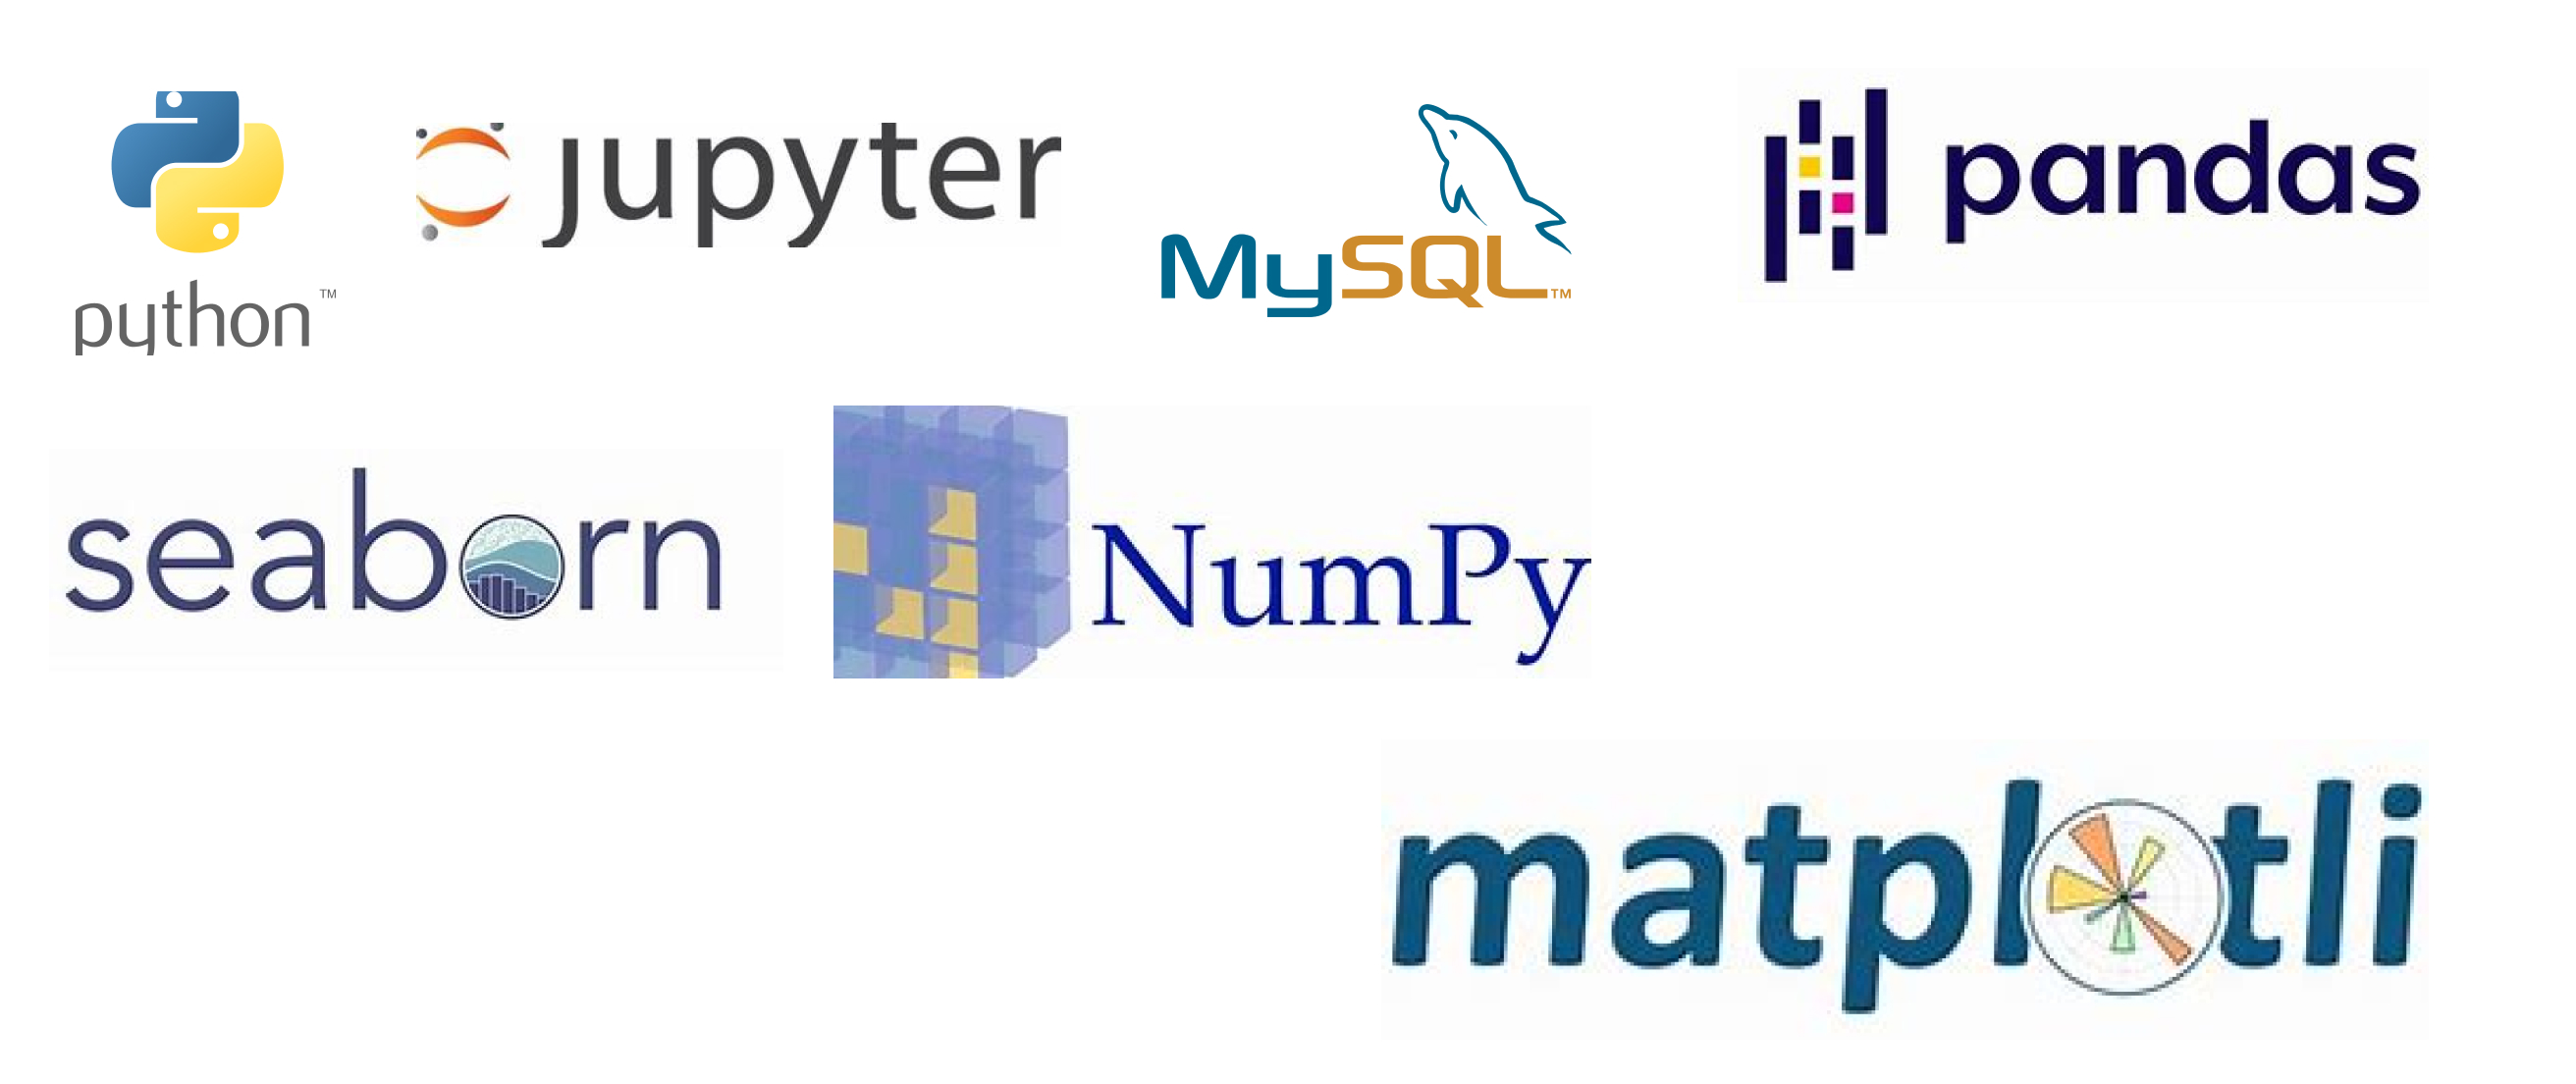 python™
jupyter
MySQL™
pandas
seaborn
NumPy
matplotli